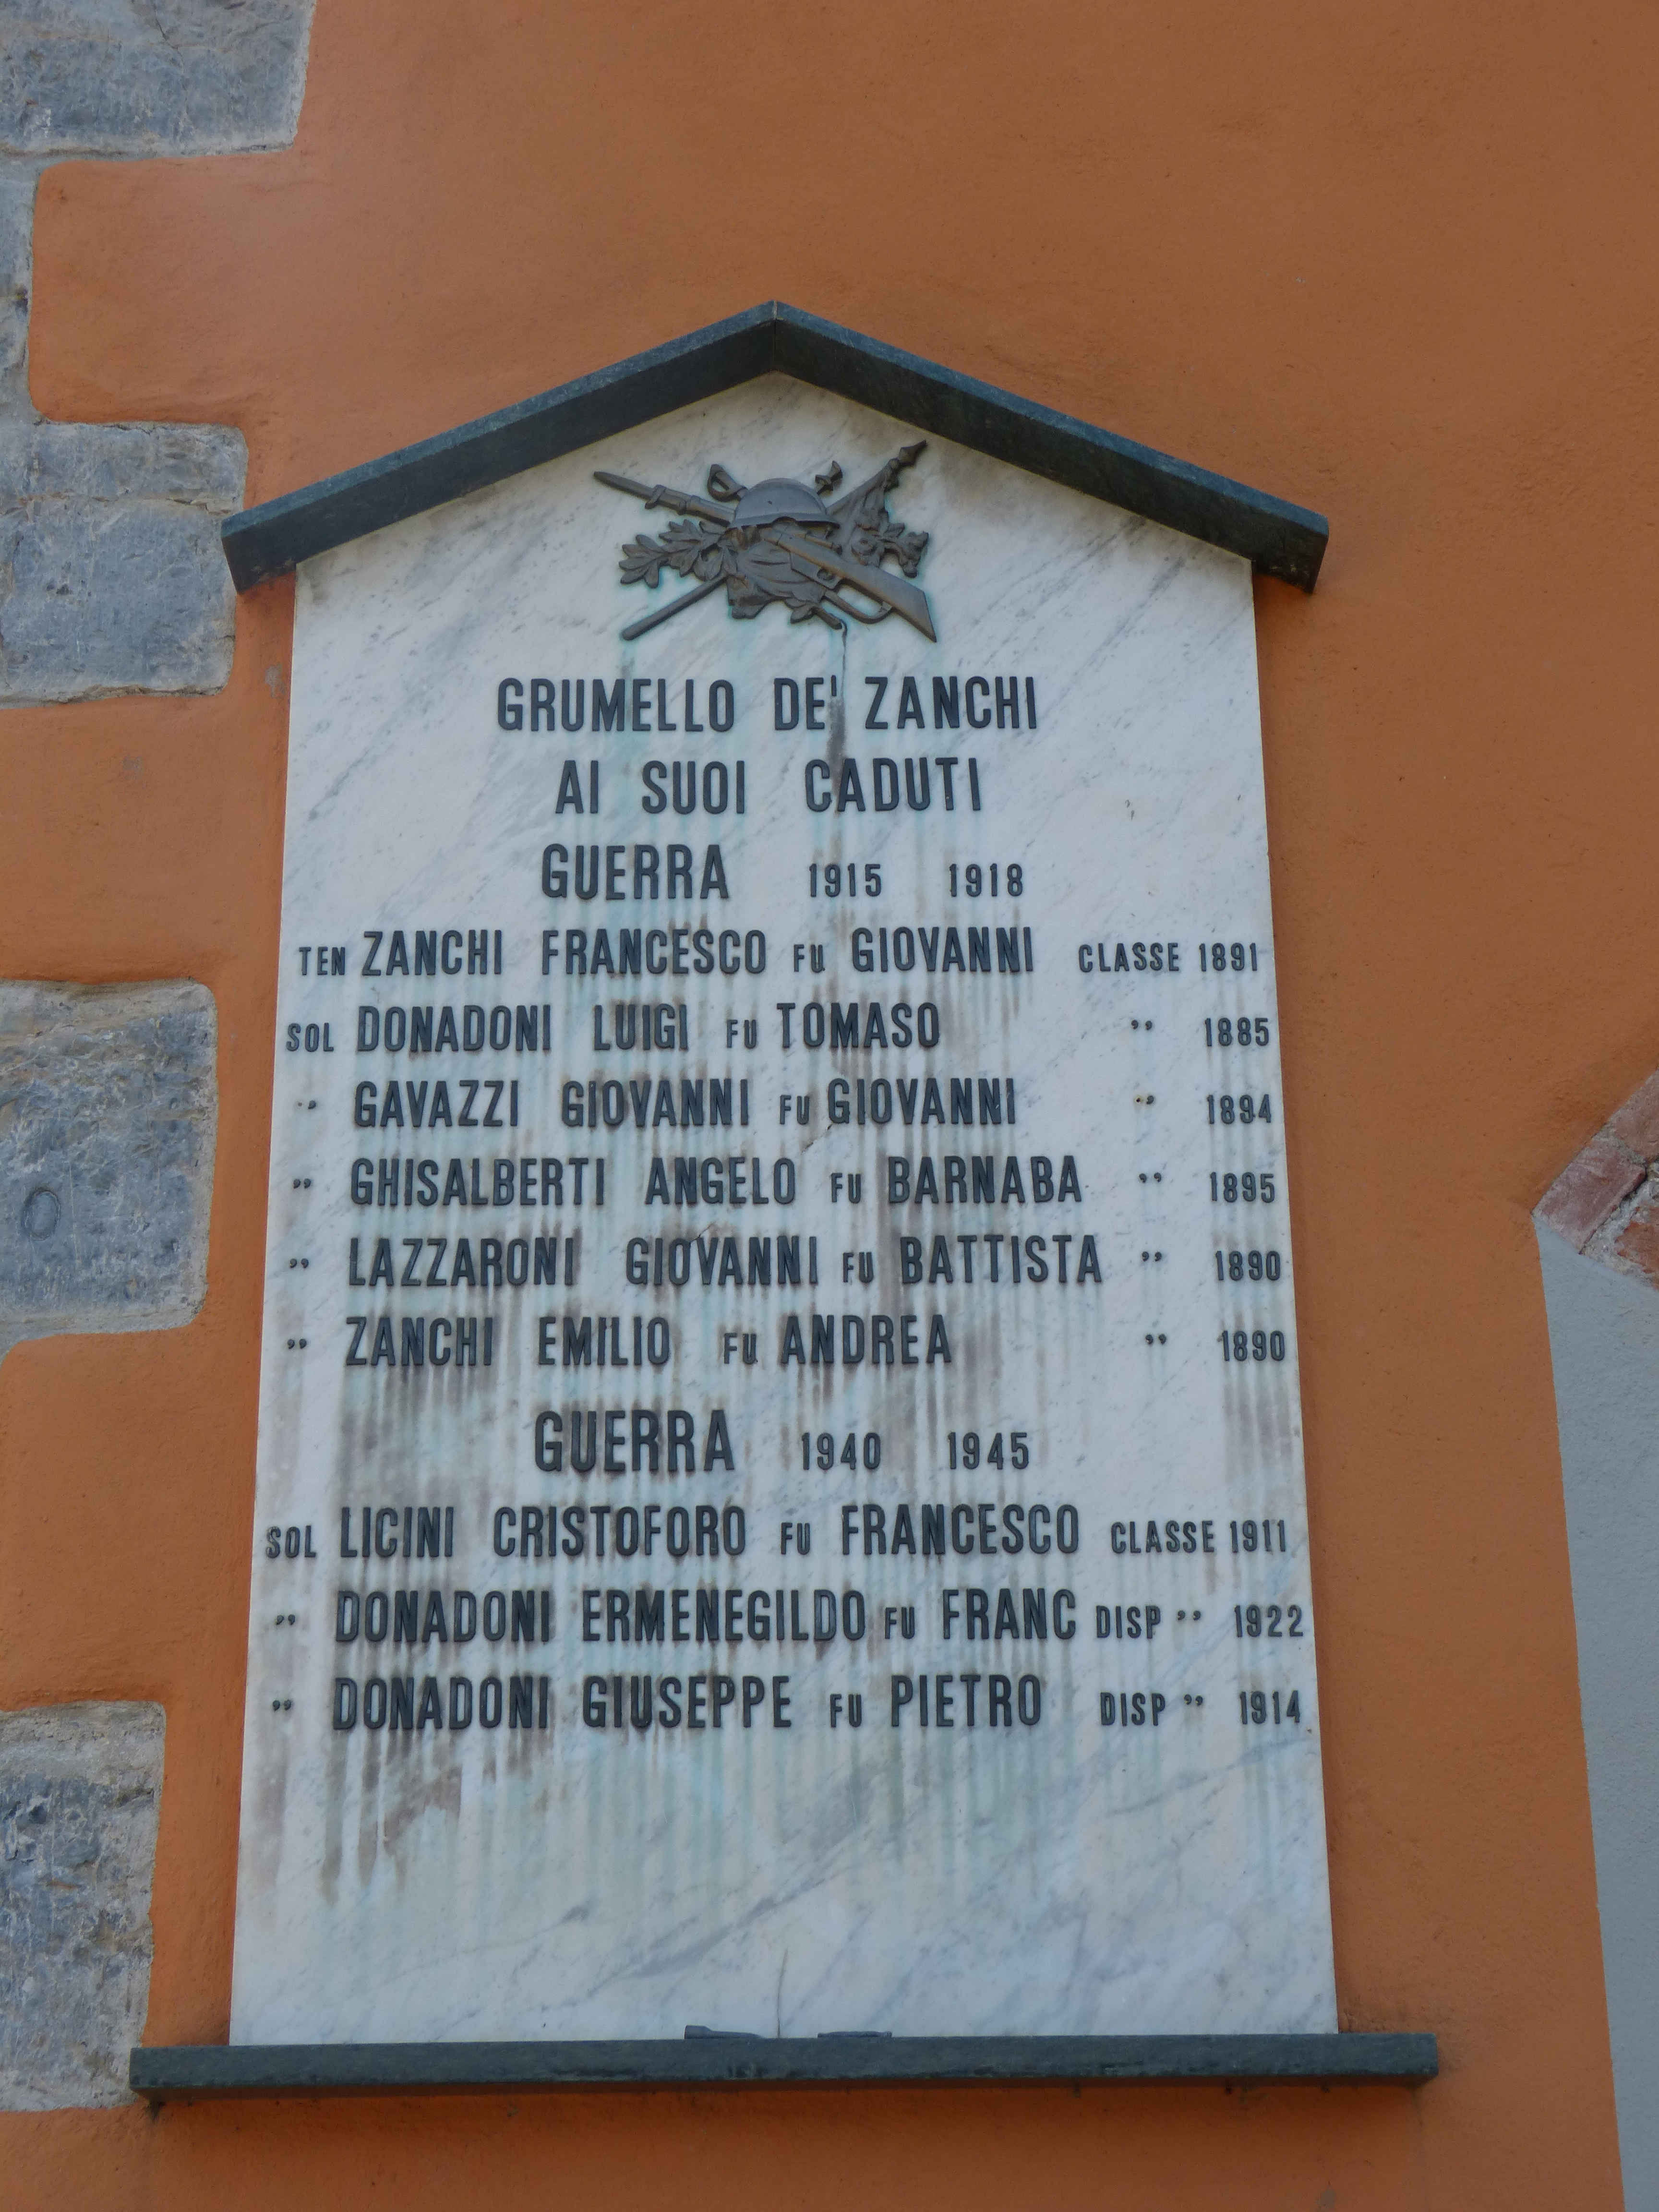 GRUMELLO DE' ZANCHI
AI SUOI CADUTI
GUERRA 1915 1918
TEN ZANCHI FRANCESCO FU GIOVANNI CLASSE 1891
SOL DONADONI LUIGI FU TOMASO ,, 1885
,, GAVAZZI GIOVANNI FU GIOVANNI ,, 1894
,, GHISALBERTI ANGELO FU BARNABA ,, 1895
,, LAZZARONI GIOVANNI FU BATTISTA ,, 1890
,, ZANCHI EMILIO FU ANDREA ,, 1890
GUERRA 1940 1945
SOL LICINI CRISTOFORO FU FRANCESCO CLASSE 1911
,, DONADONI ERMENEGILDO FU FRANC DISP ,, 1922
,, DONADONI GIUSEPPE FU PIETRO DISP ,, 1914